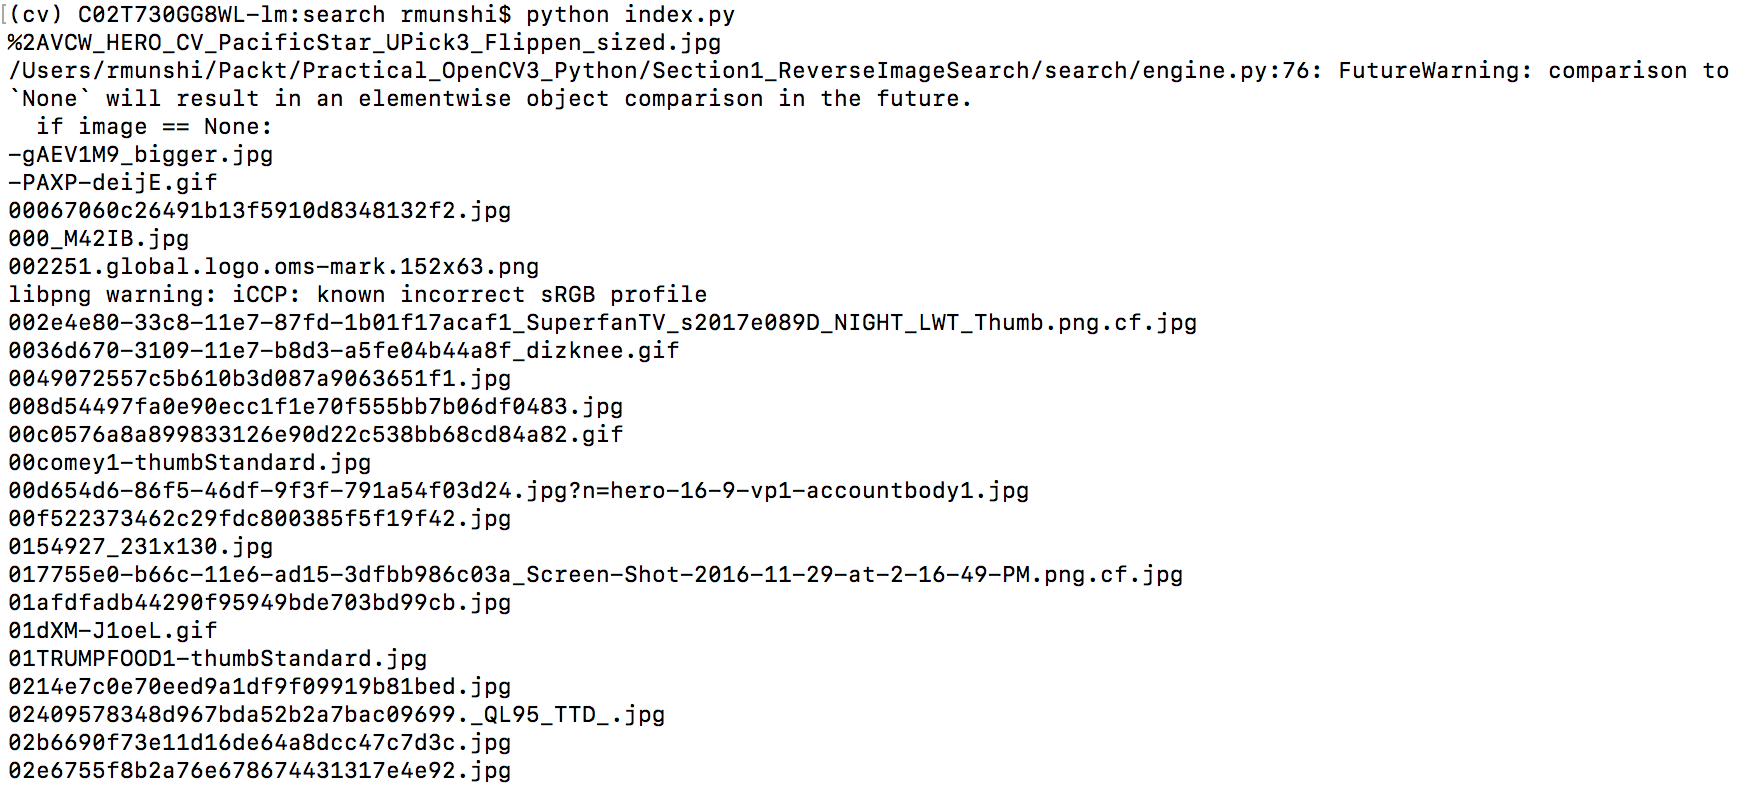 [(cv) C02T730GG8WL-lm:search rmunshi$ python index.py
%2AVCW_HERO_CV_PacificStar_UPick3_Flippen_sized.jpg
/Users/rmunshi/Packt/Practical_OpenCV3_Python/Section1_ReverseImageSearch/search/engine.py:76: FutureWarning: comparison to
`None` will result in an elementwise object comparison in the future.
  if image == None:
-gAEV1M9_bigger.jpg
-PAXP-deijE.gif
00067060c26491b13f5910d8348132f2.jpg
000_M42IB.jpg
002251.global.logo.oms-mark.152x63.png
libpng warning: iCCP: known incorrect sRGB profile
002e4e80-33c8-11e7-87fd-1b01f17acaf1_SuperfanTV_s2017e089D_NIGHT_LWT_Thumb.png.cf.jpg
0036d670-3109-11e7-b8d3-a5fe04b44a8f_dizknee.gif
0049072557c5b610b3d087a9063651f1.jpg
008d54497fa0e90ecc1f1e70f555bb7b06df0483.jpg
00c0576a8a899833126e90d22c538bb68cd84a82.gif
00comey1-thumbStandard.jpg
00d654d6-86f5-46df-9f3f-791a54f03d24.jpg?n=hero-16-9-vp1-accountbody1.jpg
00f522373462c29fdc800385f5f19f42.jpg
0154927_231x130.jpg
017755e0-b66c-11e6-ad15-3dfbb986c03a_Screen-Shot-2016-11-29-at-2-16-49-PM.png.cf.jpg
01afdfadb44290f95949bde703bd99cb.jpg
01dXM-J1oeL.gif
01TRUMPFOOD1-thumbStandard.jpg
0214e7c0e70eed9a1df9f09919b81bed.jpg
02409578348d967bda52b2a7bac09699._QL95_TTD_.jpg
02b6690f73e11d16de64a8dcc47c7d3c.jpg
02e6755f8b2a76e678674431317e4e92.jpg